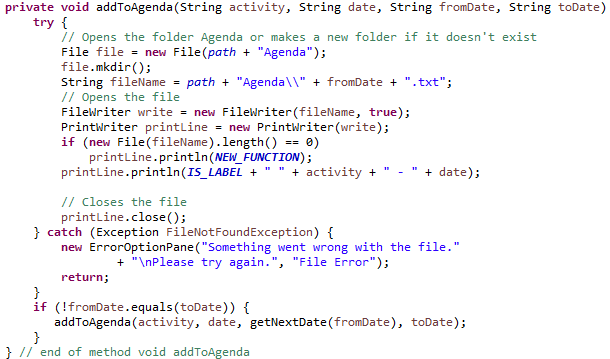 private void addToAgenda(String activity, String date, String fromDate, String toDate)
    try {
        // Opens the folder Agenda or makes a new folder if it doesn't exist
        File file = new File(path + "Agenda");
        file.mkdir();
        String fileName = path + "Agenda\\" + fromDate + ".txt";
        // Opens the file
        FileWriter write = new FileWriter(fileName, true);
        PrintWriter printLine = new PrintWriter(write);
        if (new File(fileName).length() == 0)
            printLine.println(NEW_FUNCTION);
        printLine.println(IS_LABEL + " " + activity + " - " + date);

        // Closes the file
        printLine.close();
    } catch (Exception FileNotFoundException) {
        new ErrorOptionPane("Something went wrong with the file."
                + "\nPlease try again.", "File Error");
        return;
    }
    if (!fromDate.equals(toDate)) {
       addToAgenda(activity, date, getNextDate(fromDate), toDate);
    }
} // end of method void addToAgenda